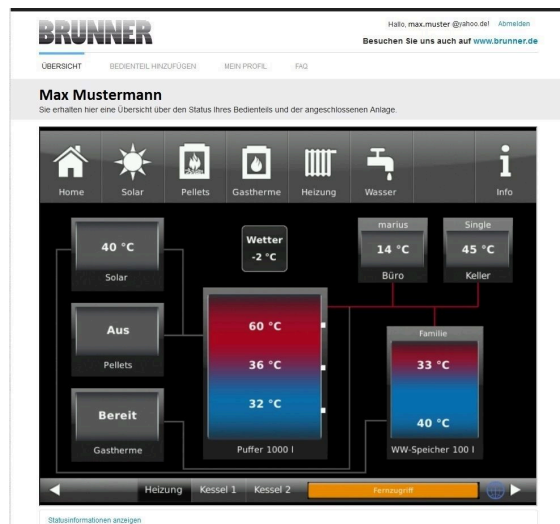 BRUNNER
Hallo, max.muster @yahoo.de! Abmelden
Besuchen Sie uns auch auf www.brunner.de
ÜBERSICHT BEDIENTEIL HINZUFÜGEN MEIN PROFIL FAQ
Max Mustermann
Sie erhalten hier eine Übersicht über den Status Ihres Bedienteils und der angeschlossenen Anlage.
Home Solar Pellets Gastherme Heizung Wasser Info
40 °C
Solar
Wetter
-2 °C
marius
14 °C
Büro
Single
45 °C
Keller
Aus
Pellets
60 °C
36 °C
32 °C
Puffer 1000 l
Familie
33 °C
40 °C
WW-Speicher 100 l
Bereit
Gastherme
Heizung Kessel 1 Kessel 2 Fernzugriff
Statusinformationen anzeigen